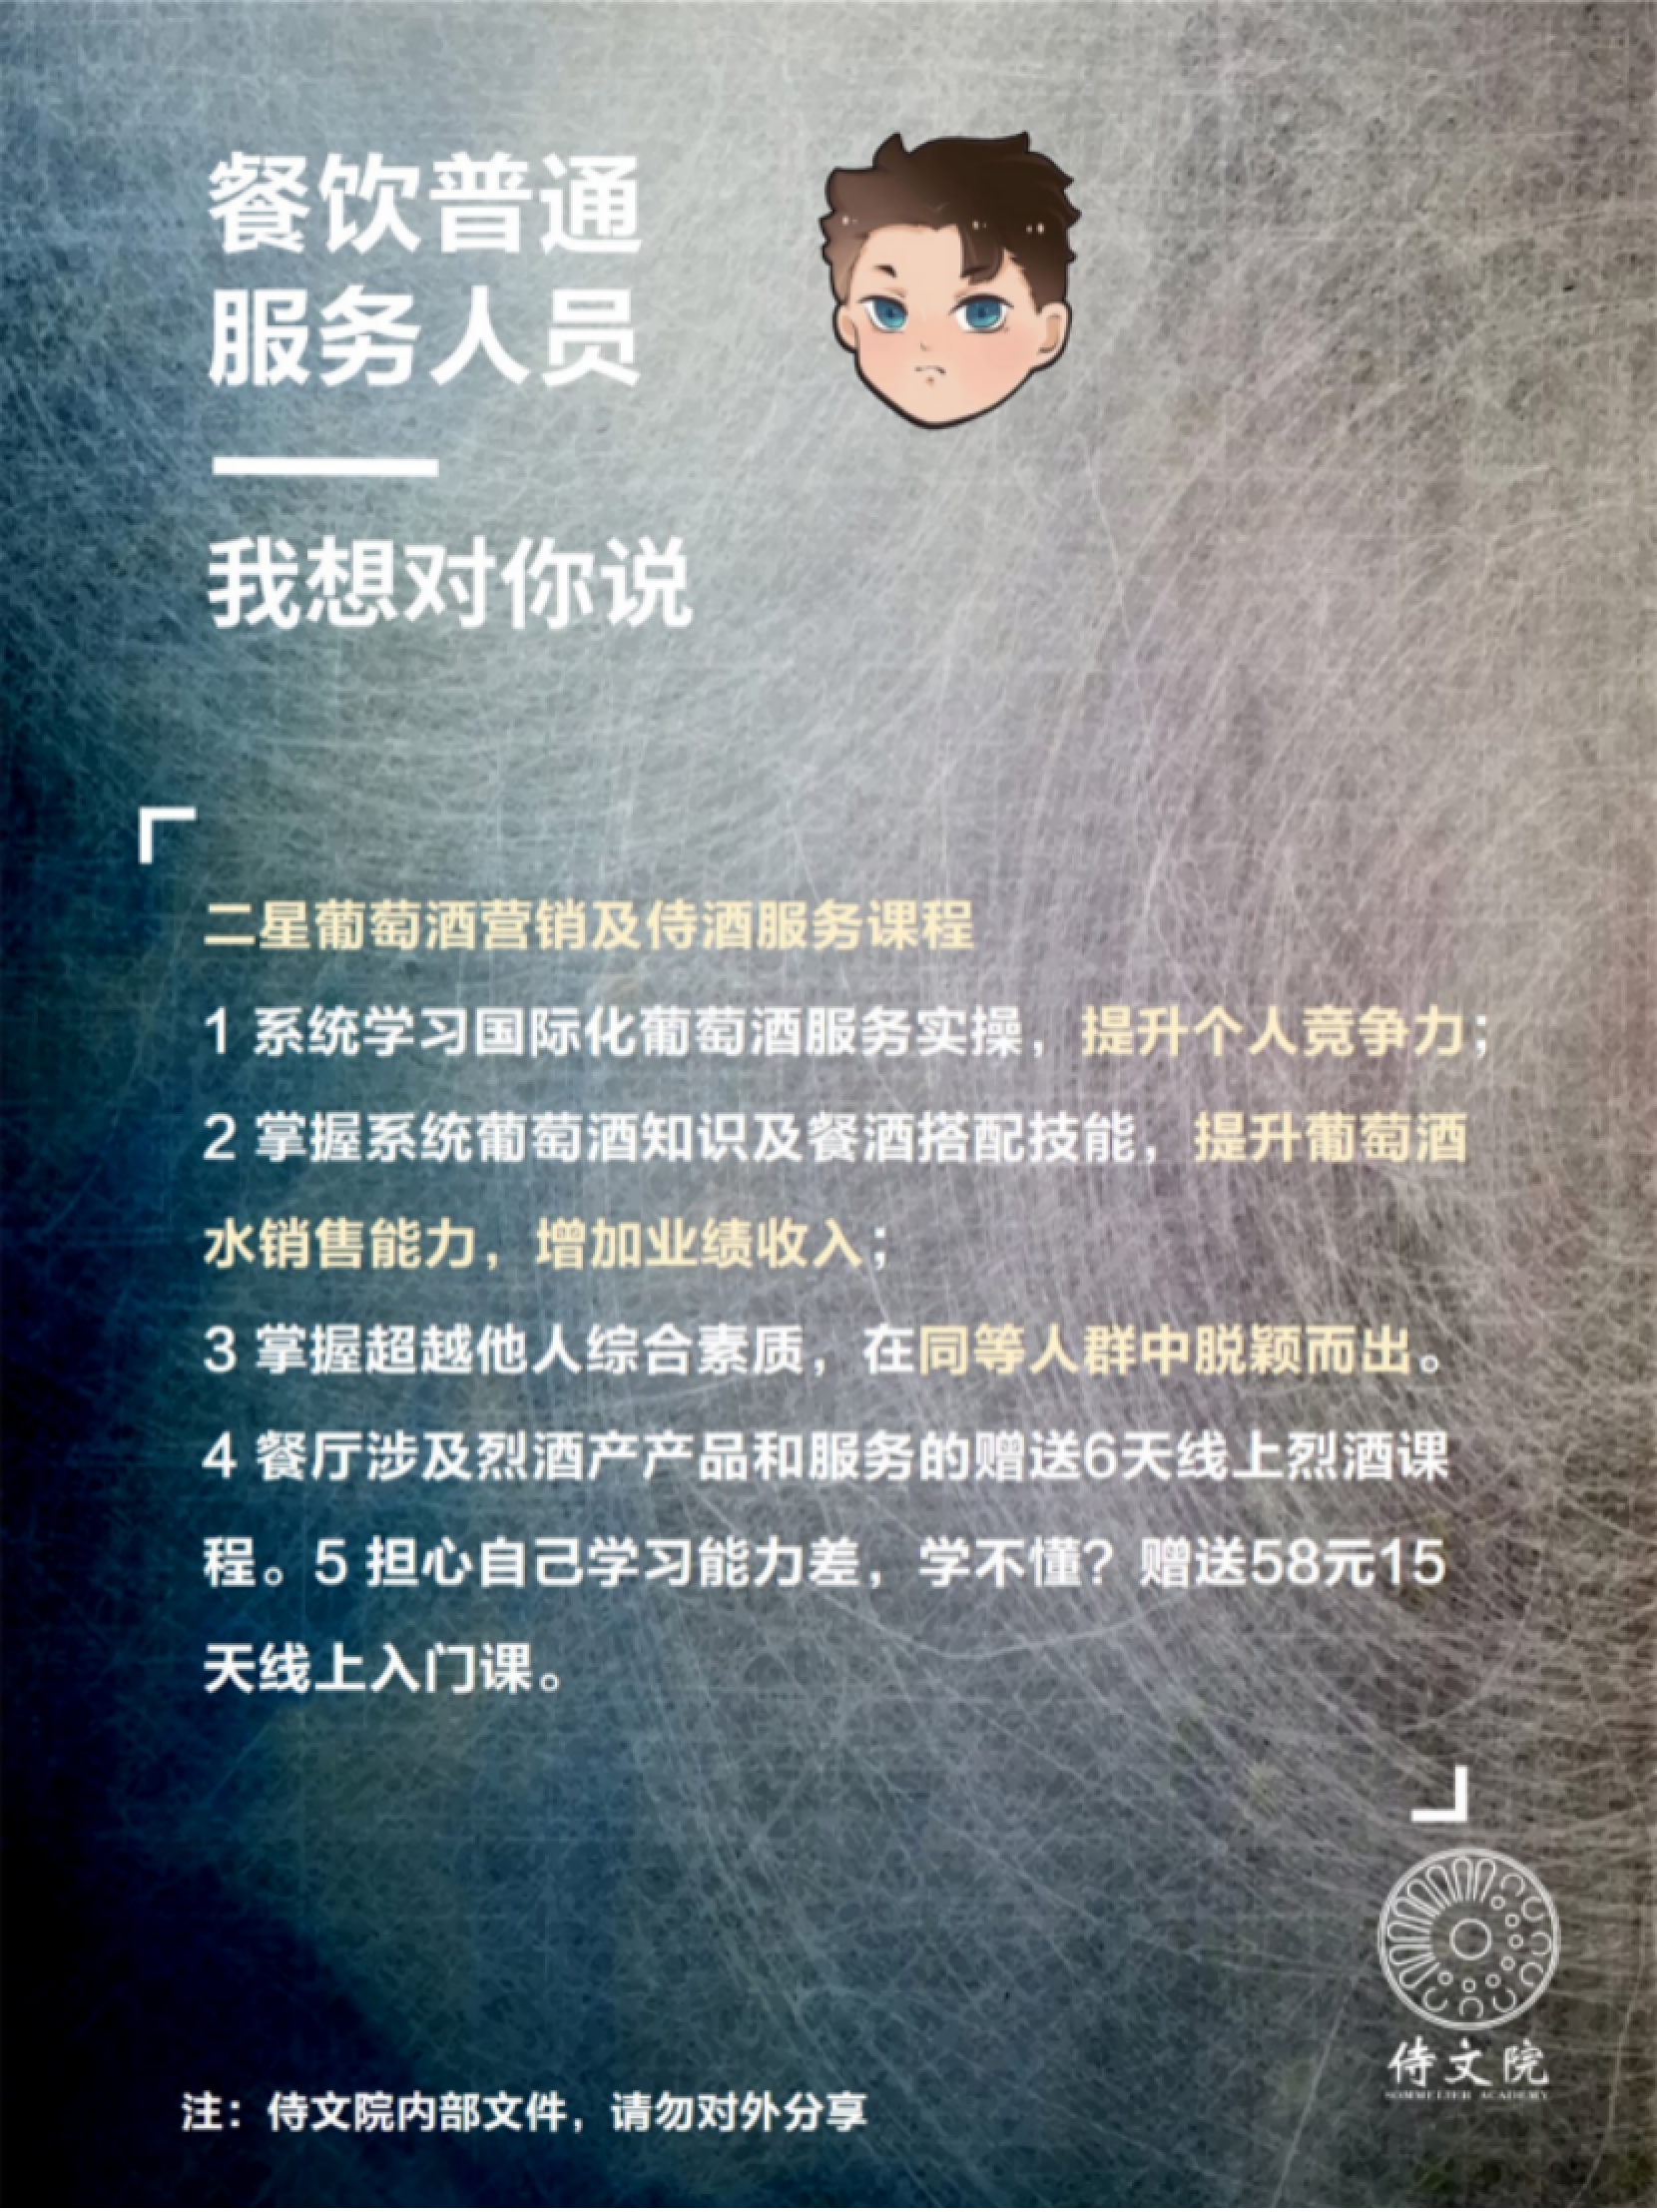 餐饮普通
服务人员
我想对你说
二星葡萄酒营销及侍酒服务课程
1 系统学习国际化葡萄酒服务实操，提升个人竞争力；
2 掌握系统葡萄酒知识及餐酒搭配技能，提升葡萄酒
水销售能力，增加业绩收入；
3 掌握超越他人综合素质，在同等人群中脱颖而出。
4 餐厅涉及烈酒产产品和服务的赠送6天线上烈酒课
程。5 担心自己学习能力差，学不懂？赠送58元15
天线上入门课。
侍文院
SOMMELIER ACADEMY
注：侍文院内部文件，请勿对外分享